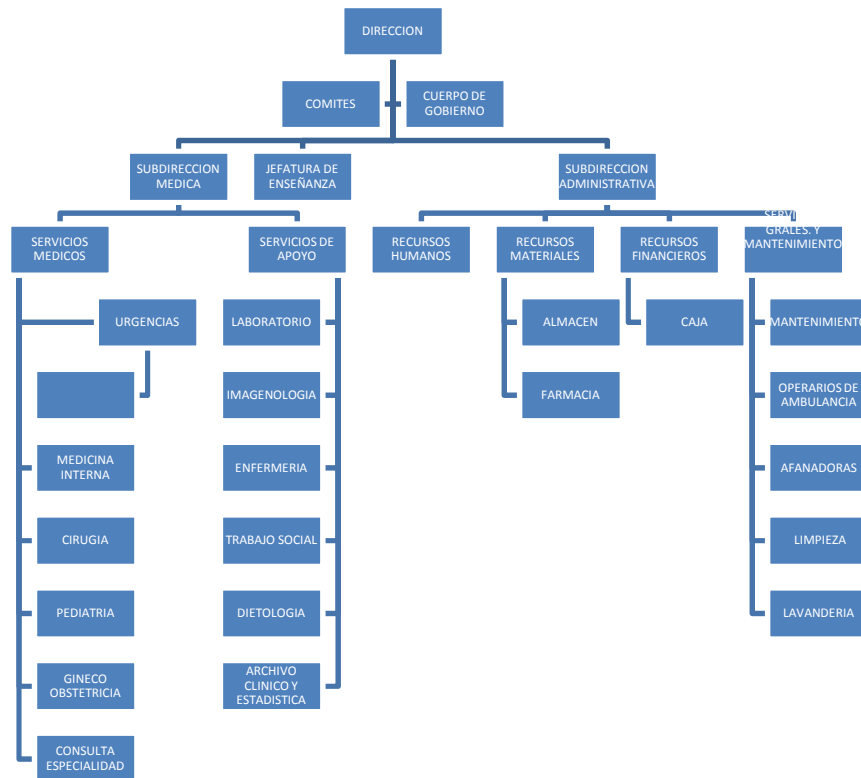 DIRECCION
COMITES
CUERPO DE
GOBIERNO
SUBDIRECCION
MEDICA
JEFATURA DE
ENSEÑANZA
SUBDIRECCION
ADMINISTRATIVA
SERVICIOS
MEDICOS
SERVICIOS DE
APOYO
RECURSOS
HUMANOS
RECURSOS
MATERIALES
RECURSOS
FINANCIEROS
GRALES. Y
MANTENIMIENTO
URGENCIAS
LABORATORIO
ALMACEN
CAJA
MANTENIMIENTO
IMAGENOLOGIA
FARMACIA
OPERARIOS DE
AMBULANCIA
MEDICINA
INTERNA
ENFERMERIA
AFANADORAS
CIRUGIA
TRABAJO SOCIAL
LIMPIEZA
PEDIATRIA
DIETOLOGIA
LAVANDERIA
GINECO
OBSTETRICIA
ARCHIVO
CLINICO Y
ESTADISTICA
CONSULTA
ESPECIALIDAD